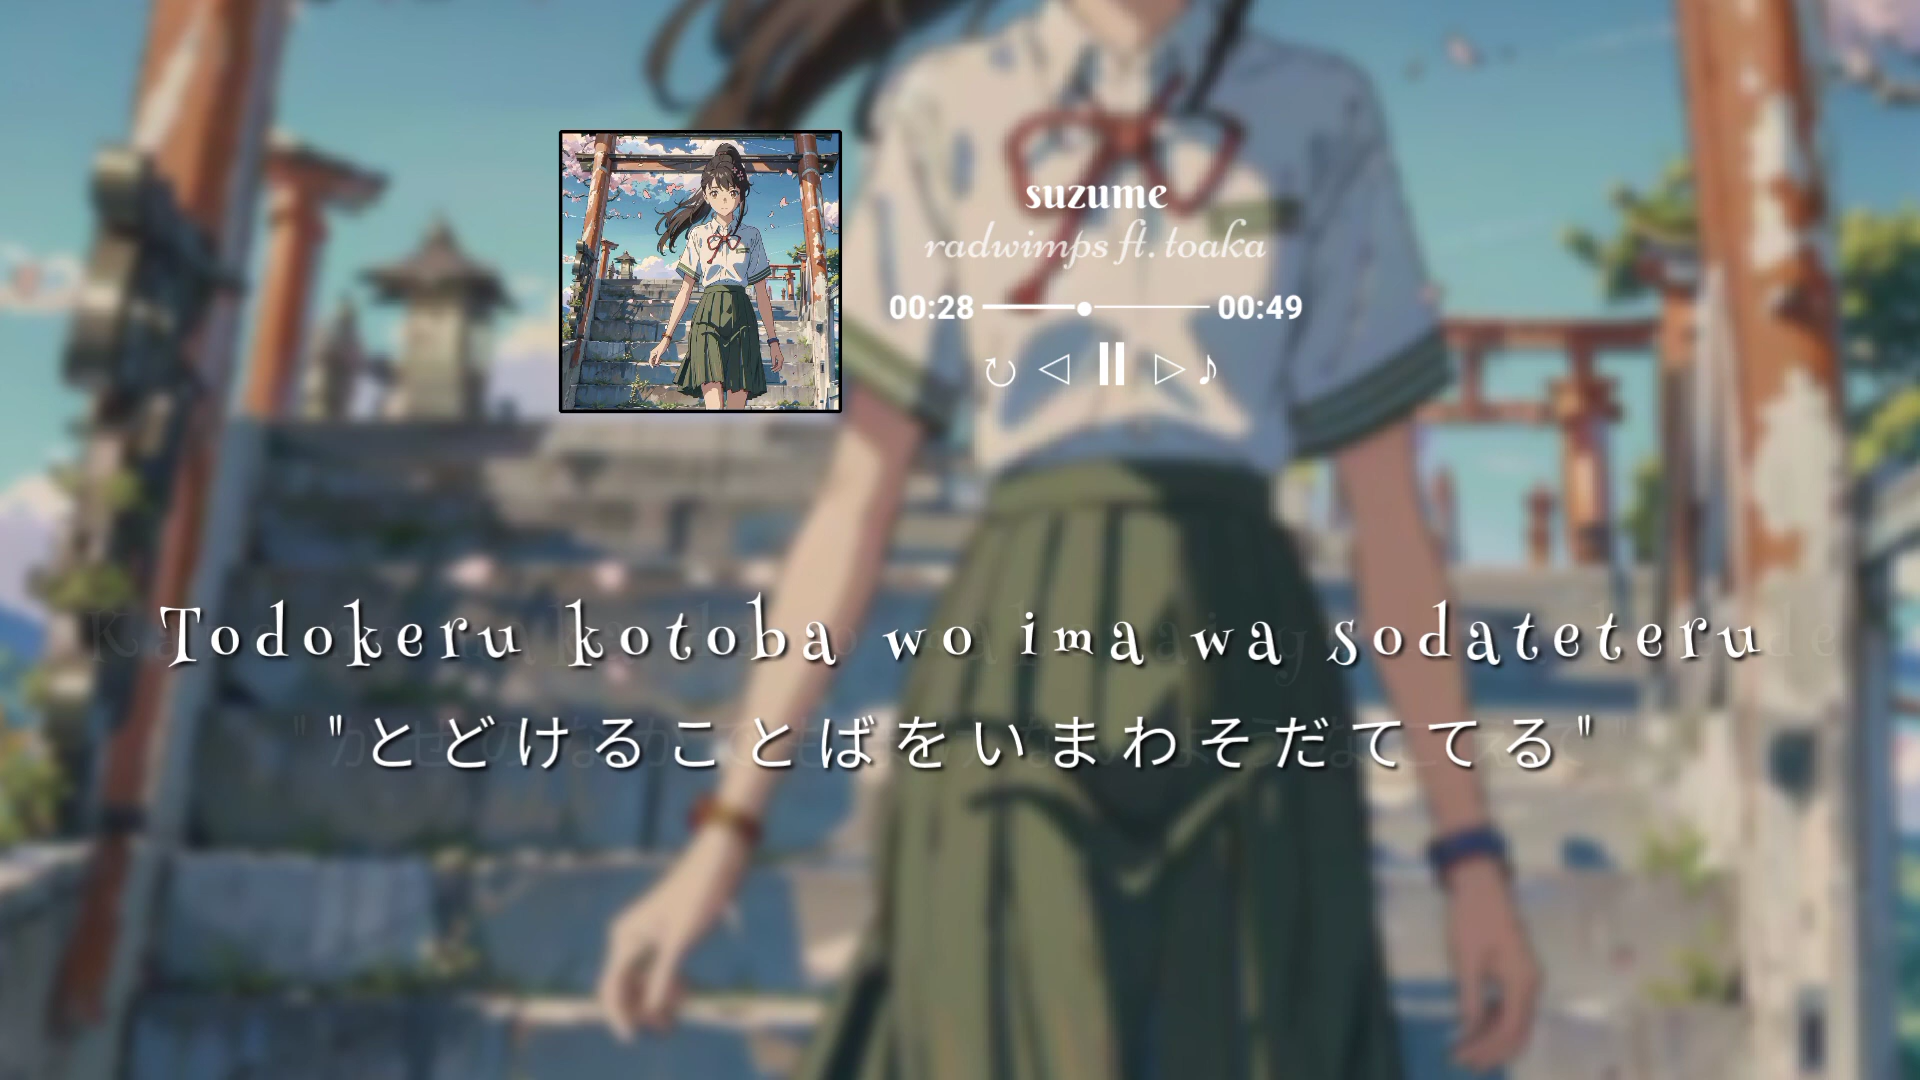 suzume
radwimps ft. toaka
00:28 00:49
Todokeru kotoba wo ima wa sodateteru
"とどけることばをいまわそだててる"